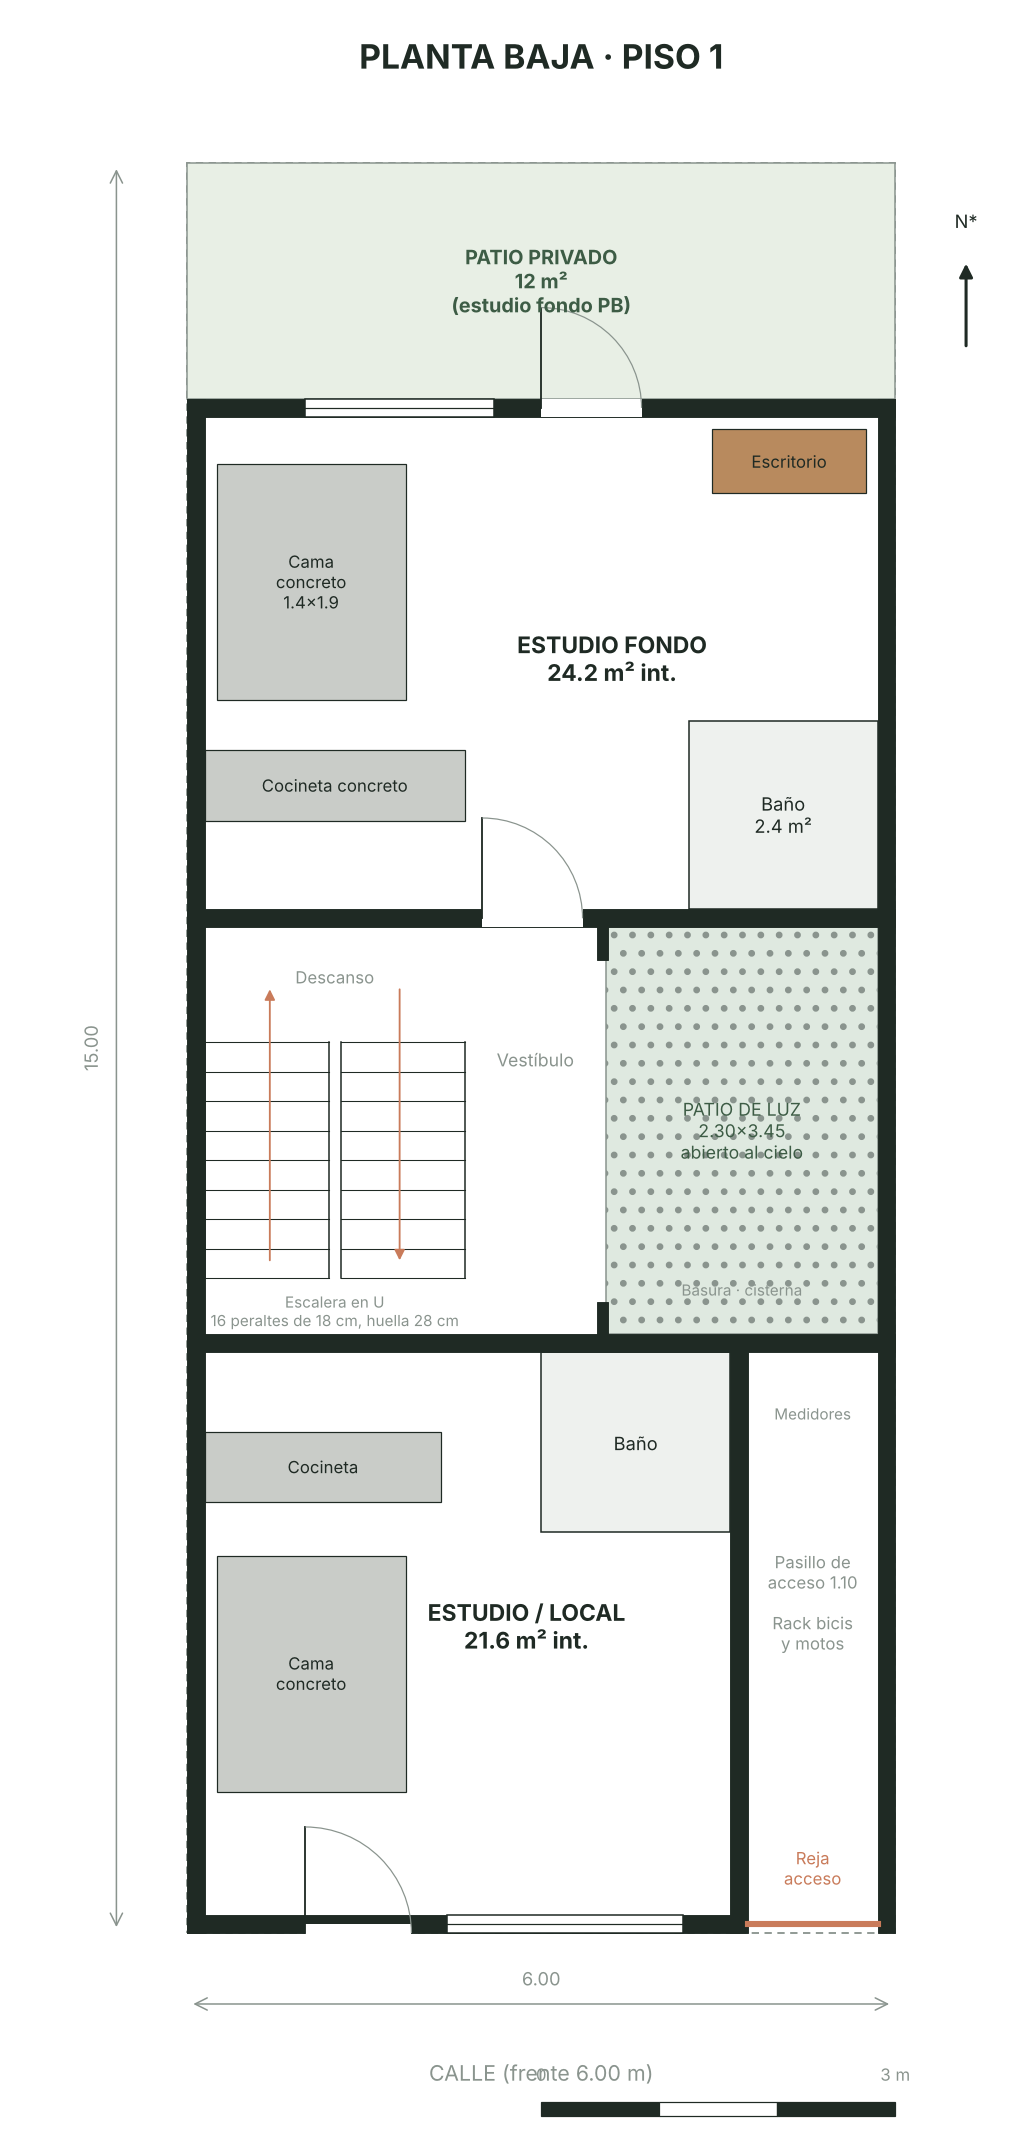 PLANTA BAJA · PISO 1
N*
PATIO PRIVADO
12 m²
(estudio fondo PB)
Escritorio
Cama
concreto
1.4×1.9
ESTUDIO FONDO
24.2 m² int.
Cocineta concreto
Baño
2.4 m²
Descanso
Vestíbulo
15.00
PATIO DE LUZ
2.30×3.45
abierto al cielo
Basura · cisterna
Escalera en U
16 peraltes de 18 cm, huella 28 cm
Medidores
Baño
Cocineta
Pasillo de
acceso 1.10
Rack bicis
y motos
ESTUDIO / LOCAL
21.6 m² int.
Cama
concreto
Reja
acceso
6.00
CALLE (frente 6.00 m)
0
3 m